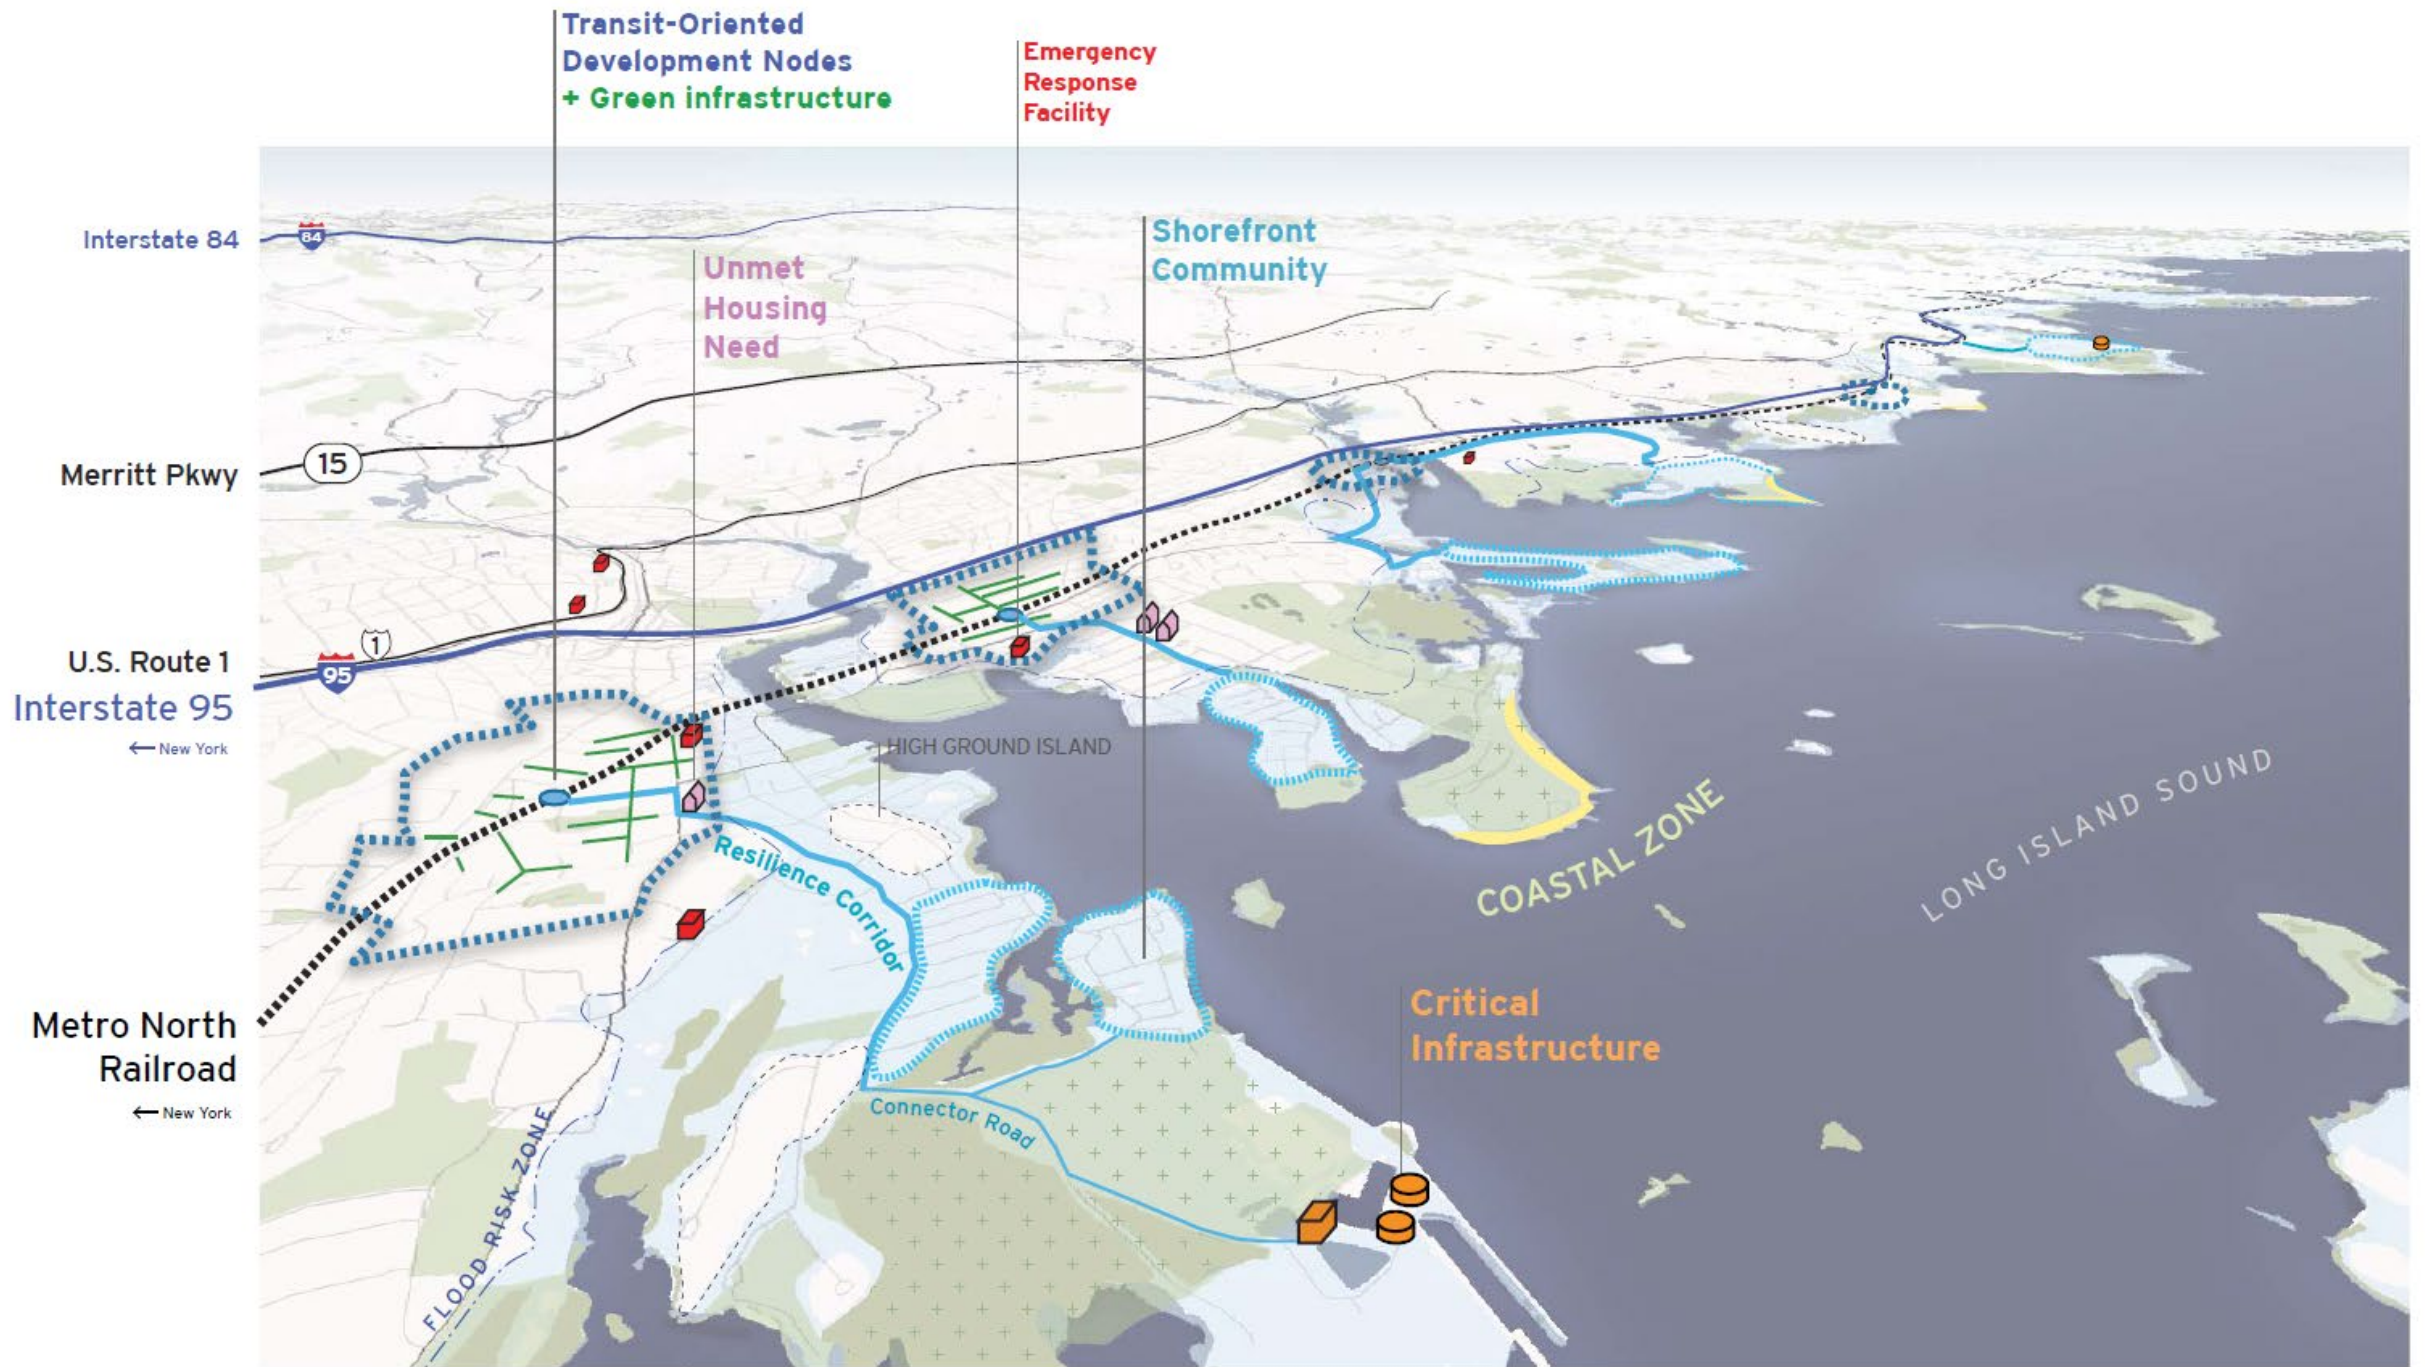 Transit-Oriented
Development Nodes
+ Green infrastructure
Emergency
Response
Facility
Interstate 84
84
Shorefront
Community
Unmet
Housing
Need
Merritt Pkwy
15
U.S. Route 1
1
95
Interstate 95
← New York
HIGH GROUND ISLAND
COASTAL ZONE
LONG ISLAND SOUND
Resilience Corridor
Critical
Infrastructure
Metro North
Railroad
← New York
Connector Road
FLOOD RISK ZONE